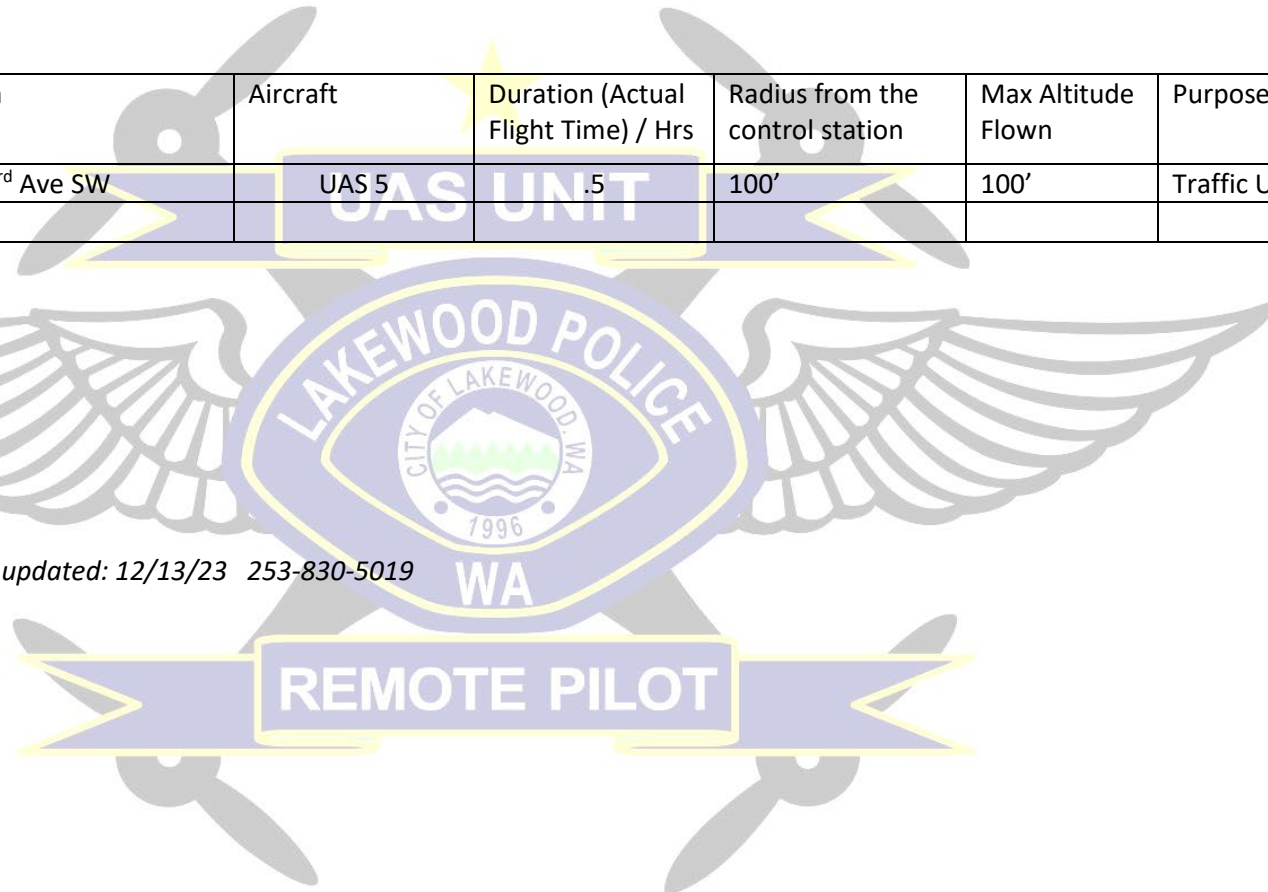 Aircraft
Duration (Actual Flight Time) / Hrs
Radius from the control station
Max Altitude Flown
Purpose
rd Ave SW
UAS 5
.5
100’
100’
Traffic U
UAS UNIT
LAKEWOOD POLICE
CITY OF LAKEWOOD, WA
1996
updated: 12/13/23 253-830-5019
WA
REMOTE PILOT